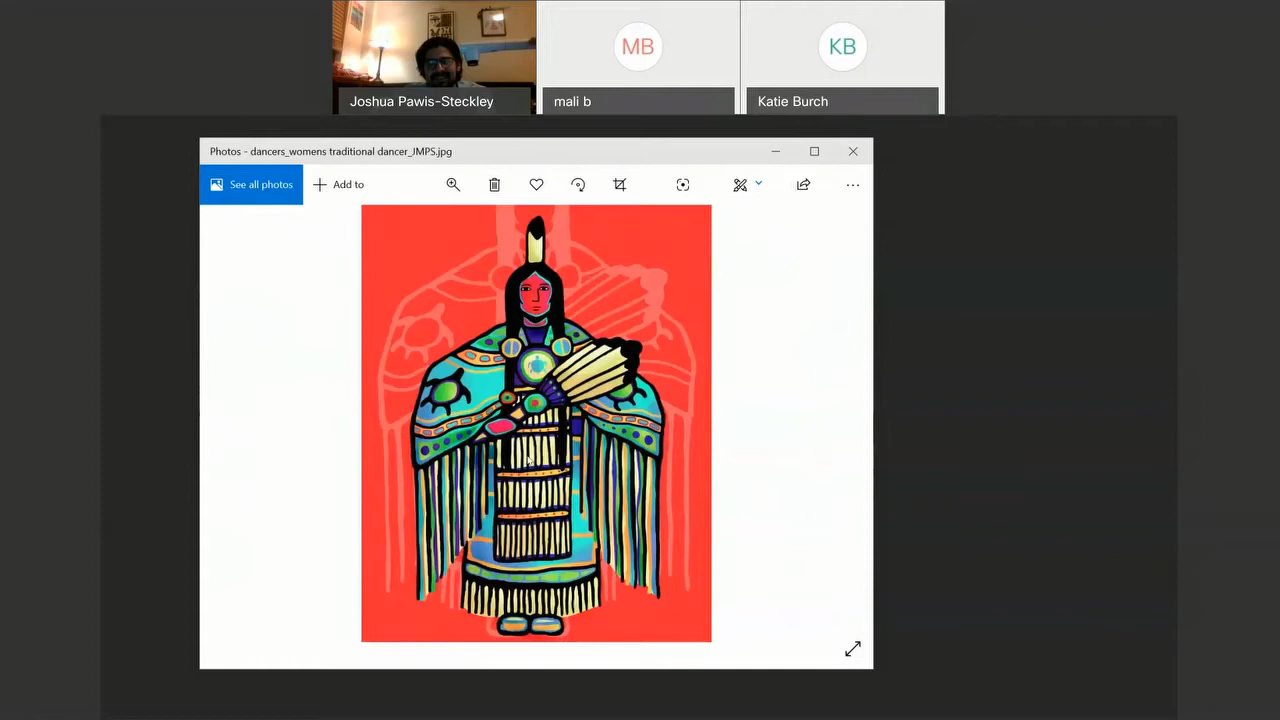 MB
KB
Joshua Pawis-Steckley
mali b
Katie Burch
Photos - dancers_womens traditional dancer_JMPS.jpg
See all photos
Add to